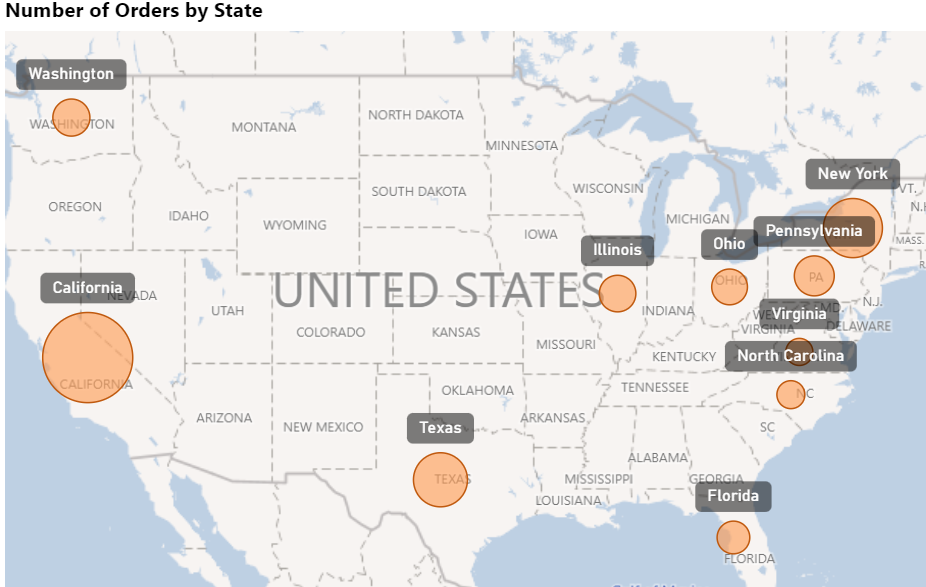 Number of Orders by State
Washington
WASHINGTON
MONTANA
NORTH DAKOTA
MINNESOTA
New York
VT.
OREGON
IDAHO
SOUTH DAKOTA
WISCONSIN
WYOMING
MICHIGAN
Pennsylvania
MASS.
IOWA
Illinois
Ohio
OHIO
PA
California
NEVADA
UTAH
UNITED STATES
INDIANA
N.J.
Virginia
MD.
DELAWARE
VIRGINIA
COLORADO
KANSAS
MISSOURI
KENTUCKY
North Carolina
CALIFORNIA
OKLAHOMA
TENNESSEE
NC
ARIZONA
NEW MEXICO
ARKANSAS
SC
Texas
TEXAS
ALABAMA
MISSISSIPPI
GEORGIA
LOUISIANA
Florida
FLORIDA